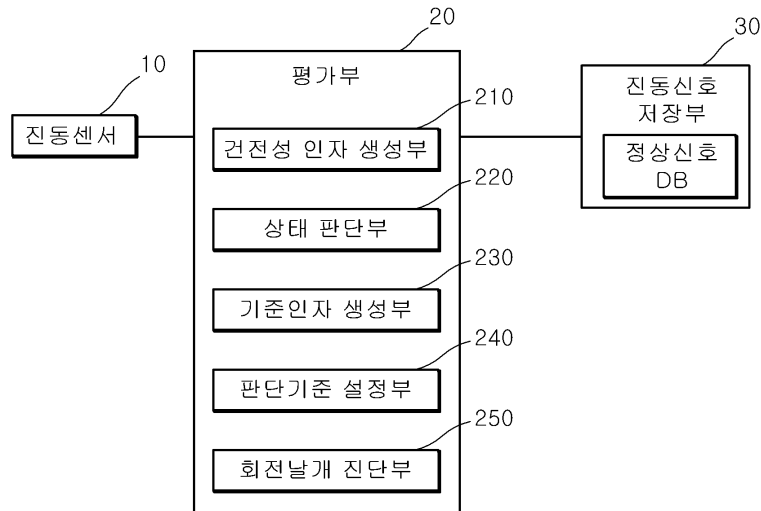 20
30
10
평가부
진동신호
저장부
진동센서
210
건전성 인자 생성부
정상신호
DB
220
상태 판단부
230
기준인자 생성부
240
판단기준 설정부
250
회전날개 진단부